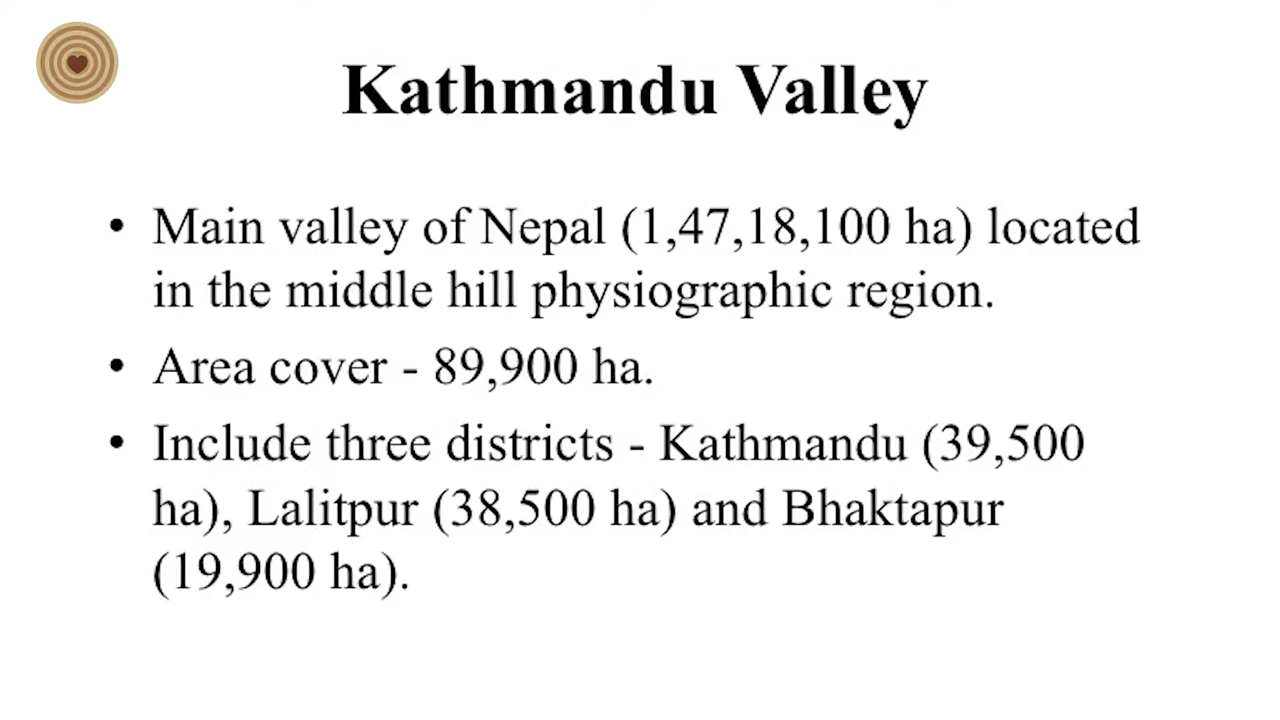 Kathmandu Valley
• Main valley of Nepal (1,47,18,100 ha) located
in the middle hill physiographic region.
• Area cover - 89,900 ha.
• Include three districts - Kathmandu (39,500
ha), Lalitpur (38,500 ha) and Bhaktapur
(19,900 ha).